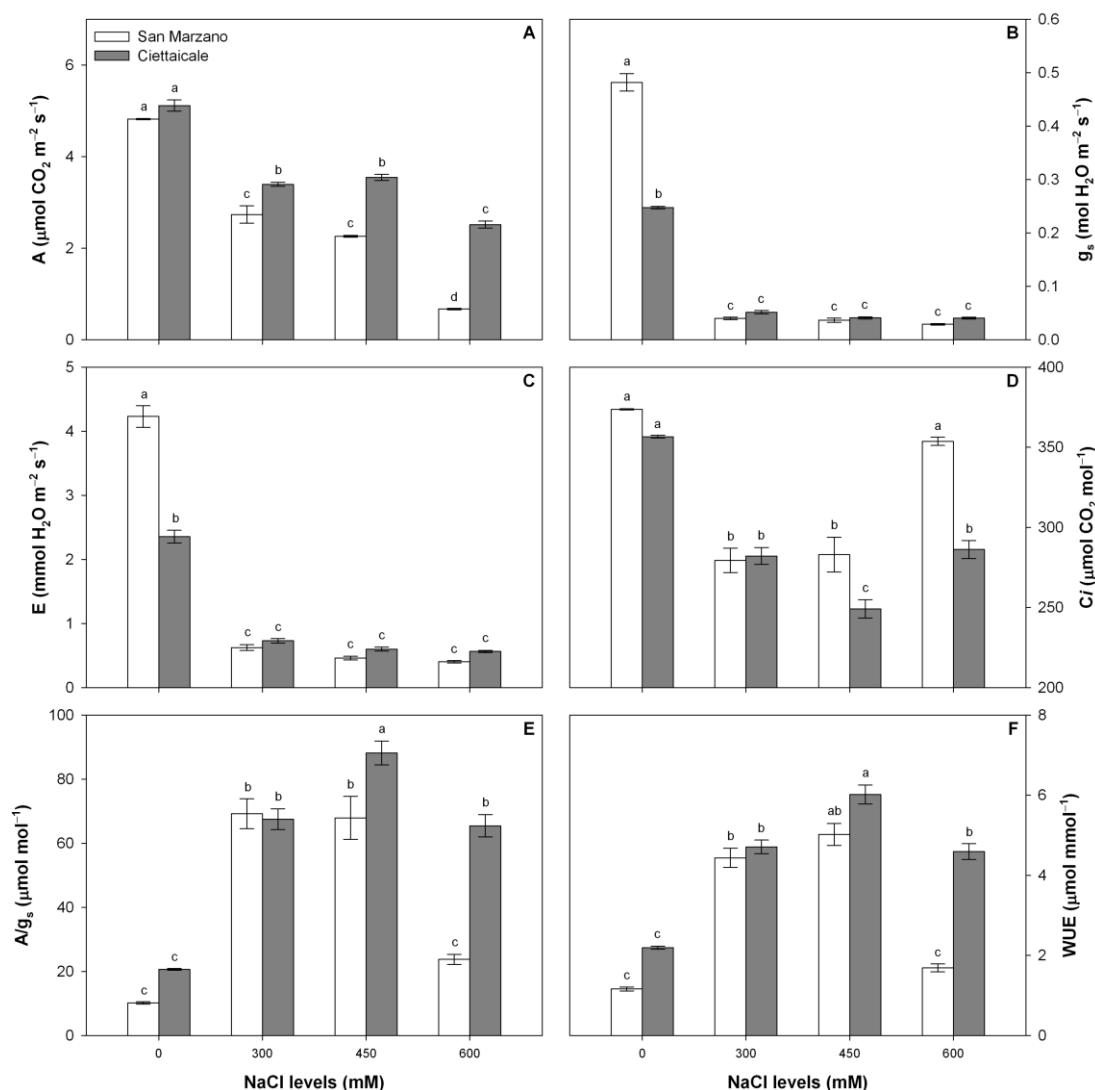 San Marzano
Ciettaicale
A
6
4
2
0
A (μmol CO₂ m⁻² s⁻¹)
a
a
c
b
c
b
d
c
B
0.6
0.5
0.4
0.3
0.2
0.1
0.0
gₛ (mol H₂O m⁻² s⁻¹)
a
b
c
c
c
c
c
c
C
5
4
3
2
1
0
E (mmol H₂O m⁻² s⁻¹)
a
b
c
c
c
c
c
c
D
400
350
300
250
200
Ci (μmol CO₂ mol⁻¹)
a
a
b
b
b
c
a
b
E
100
80
60
40
20
0
A/gₛ (μmol mol⁻¹)
c
c
b
b
b
a
c
b
0
300
450
600
NaCl levels (mM)
F
8
6
4
2
0
WUE (μmol mmol⁻¹)
c
c
b
b
ab
a
c
b
0
300
450
600
NaCl levels (mM)